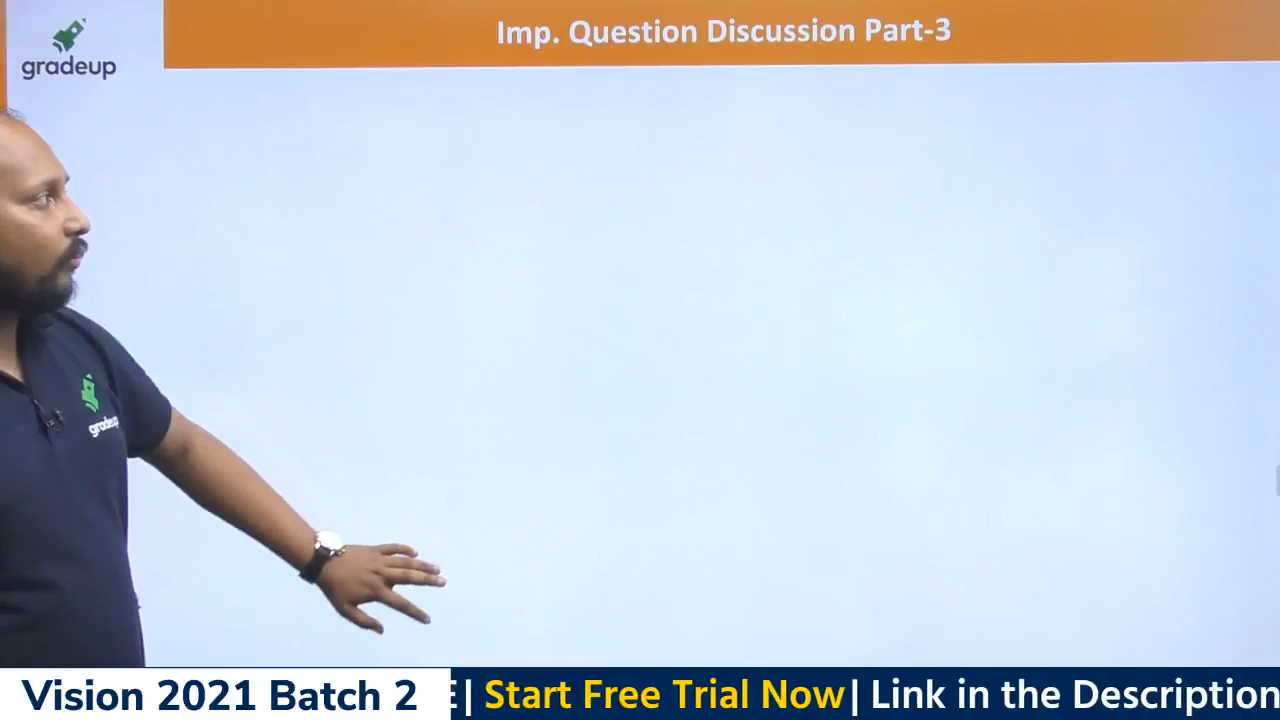 Imp. Question Discussion Part-3
gradeup
gradeup
Vision 2021 Batch 2
E| Start Free Trial Now| Link in the Description